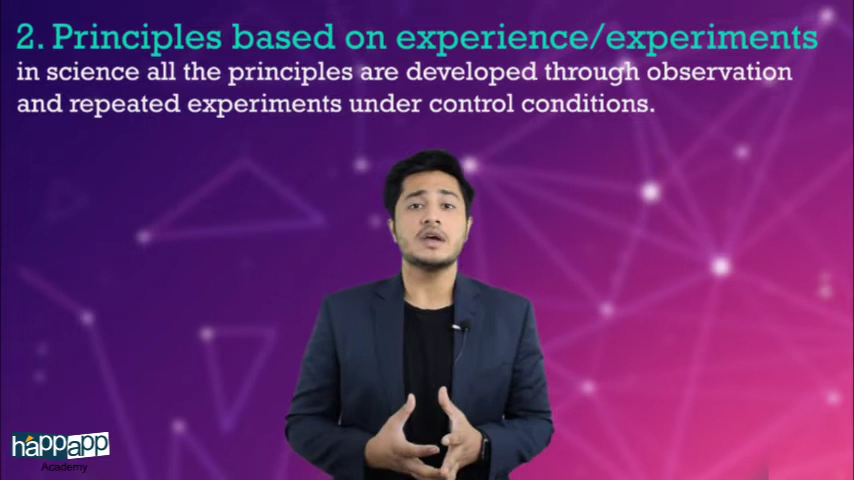 2. Principles based on experience/experiments
in science all the principles are developed through observation
and repeated experiments under control conditions.
happapp
Academy